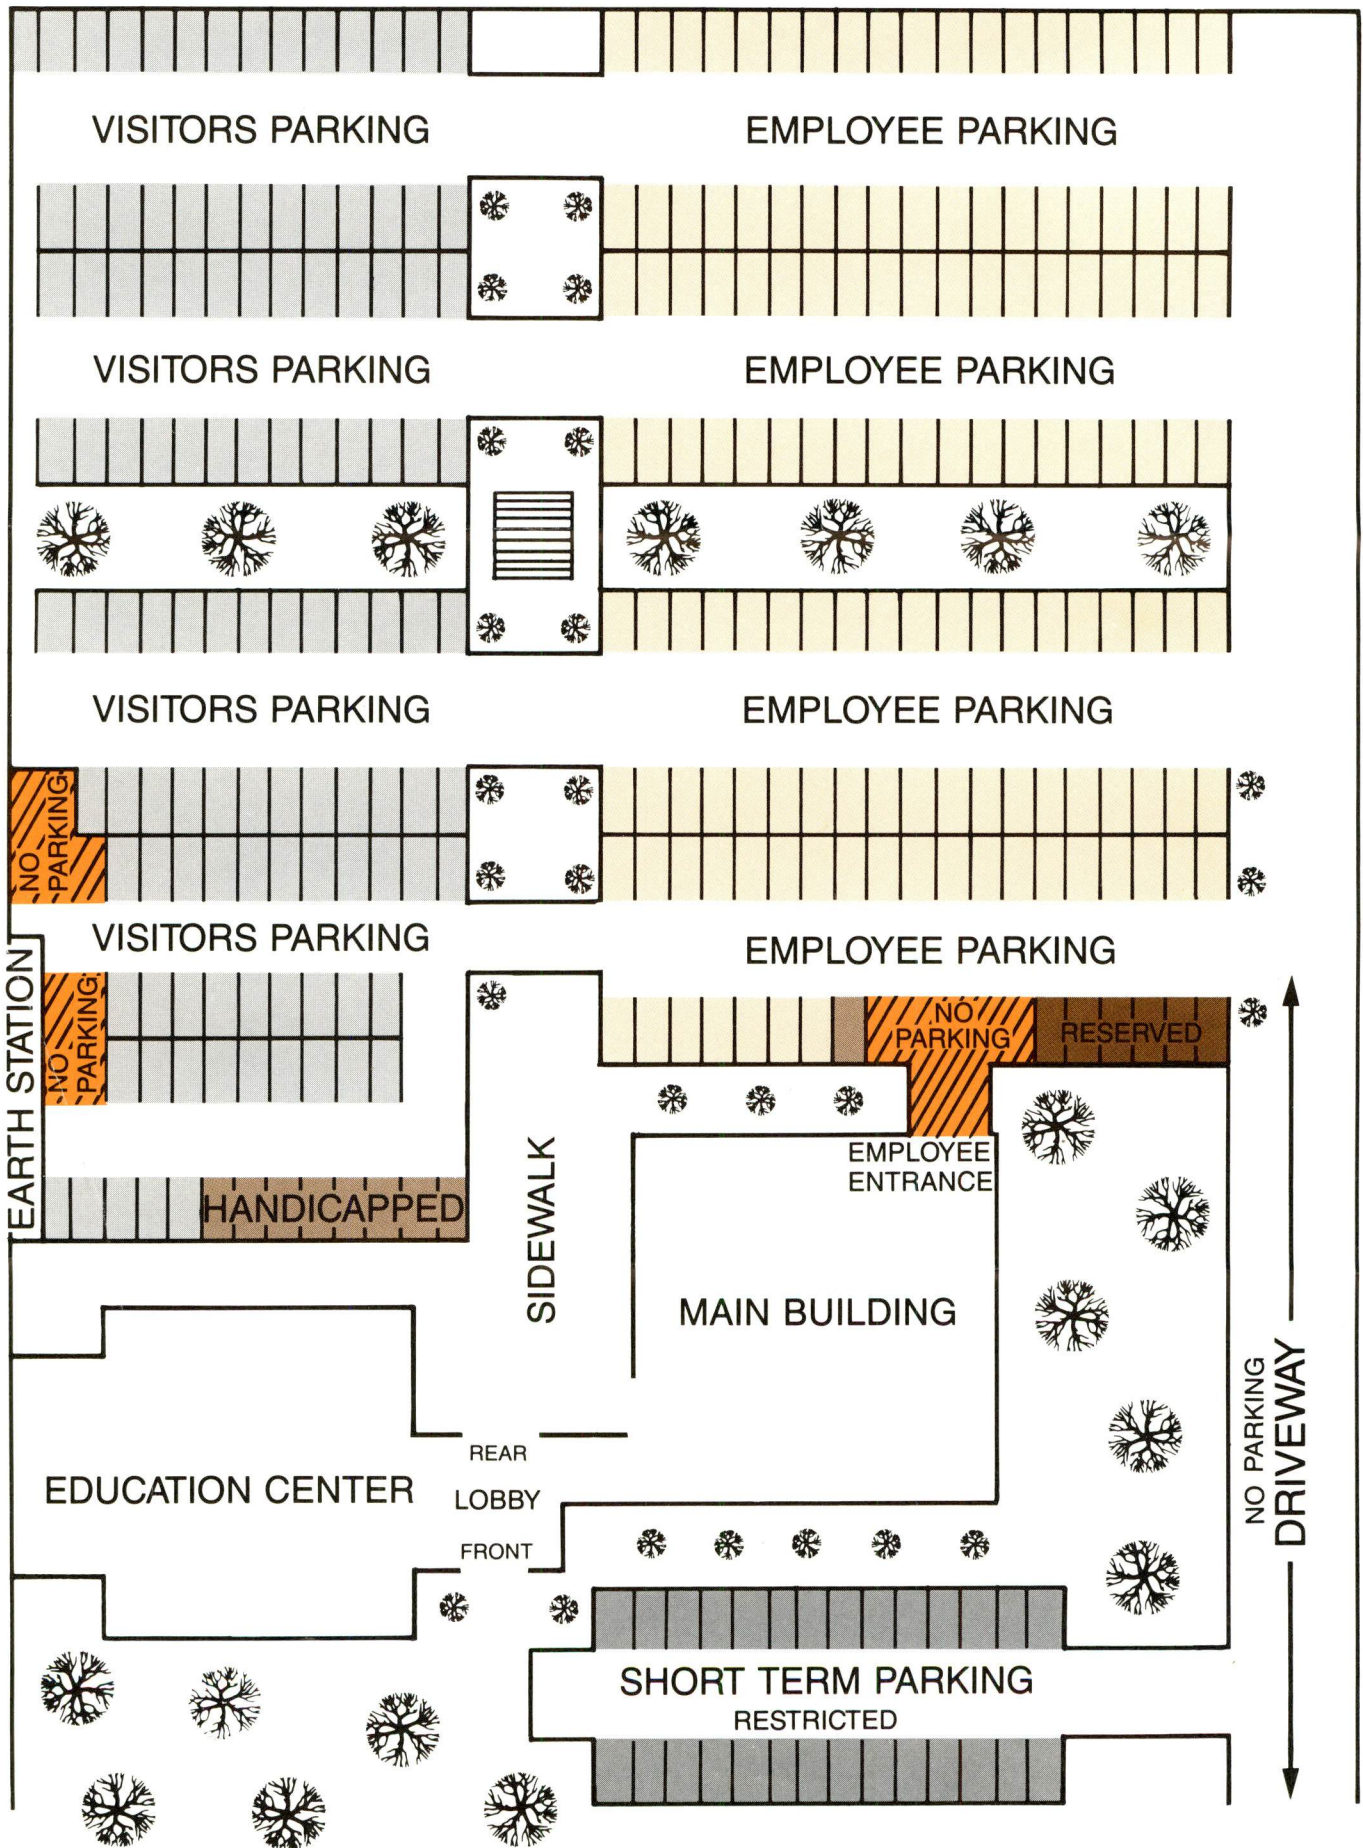 VISITORS PARKING
EMPLOYEE PARKING
VISITORS PARKING
EMPLOYEE PARKING
VISITORS PARKING
EMPLOYEE PARKING
NO
PARKING
VISITORS PARKING
EMPLOYEE PARKING
EARTH STATION
NO
PARKING
NO
PARKING
RESERVED
HANDICAPPED
SIDEWALK
EMPLOYEE
ENTRANCE
MAIN BUILDING
NO PARKING
DRIVEWAY
EDUCATION CENTER
REAR
LOBBY
FRONT
SHORT TERM PARKING
RESTRICTED